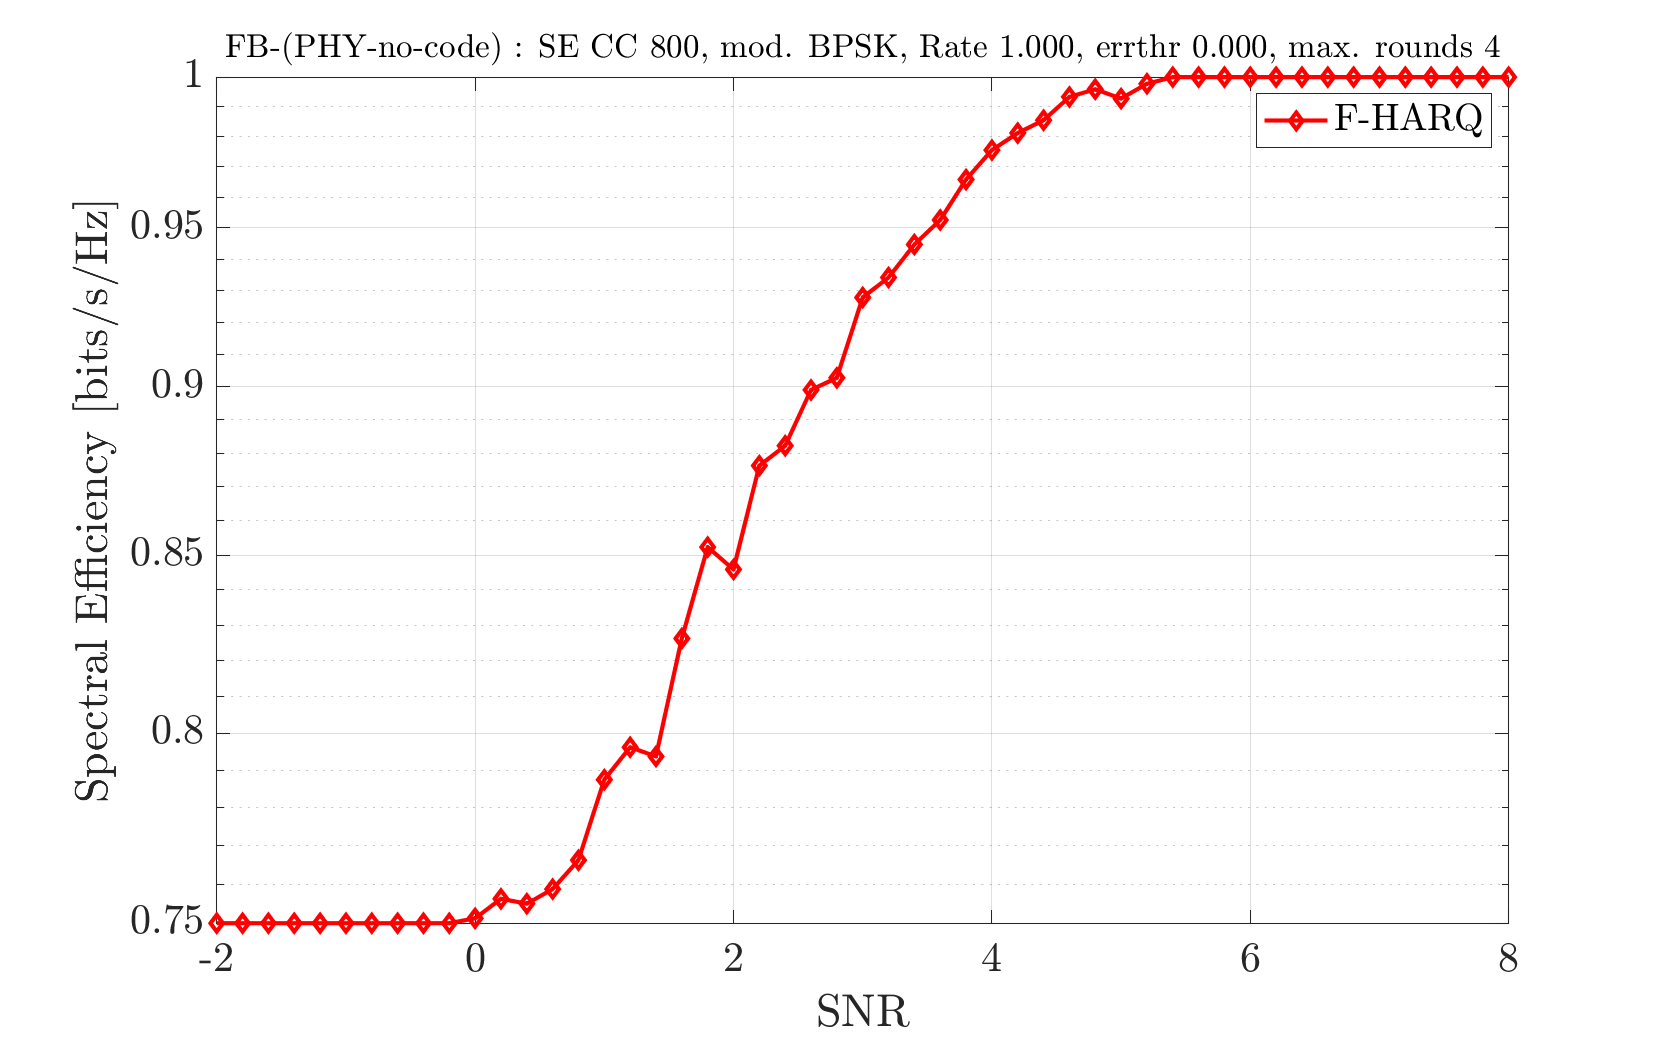 FB-(PHY-no-code) : SE CC 800, mod. BPSK, Rate 1.000, errthr 0.000, max. rounds 4
1
F-HARQ
0.95
0.9
0.85
0.8
0.75
Spectral Efficiency [bits/s/Hz]
-2 0 2 4 6 8
SNR